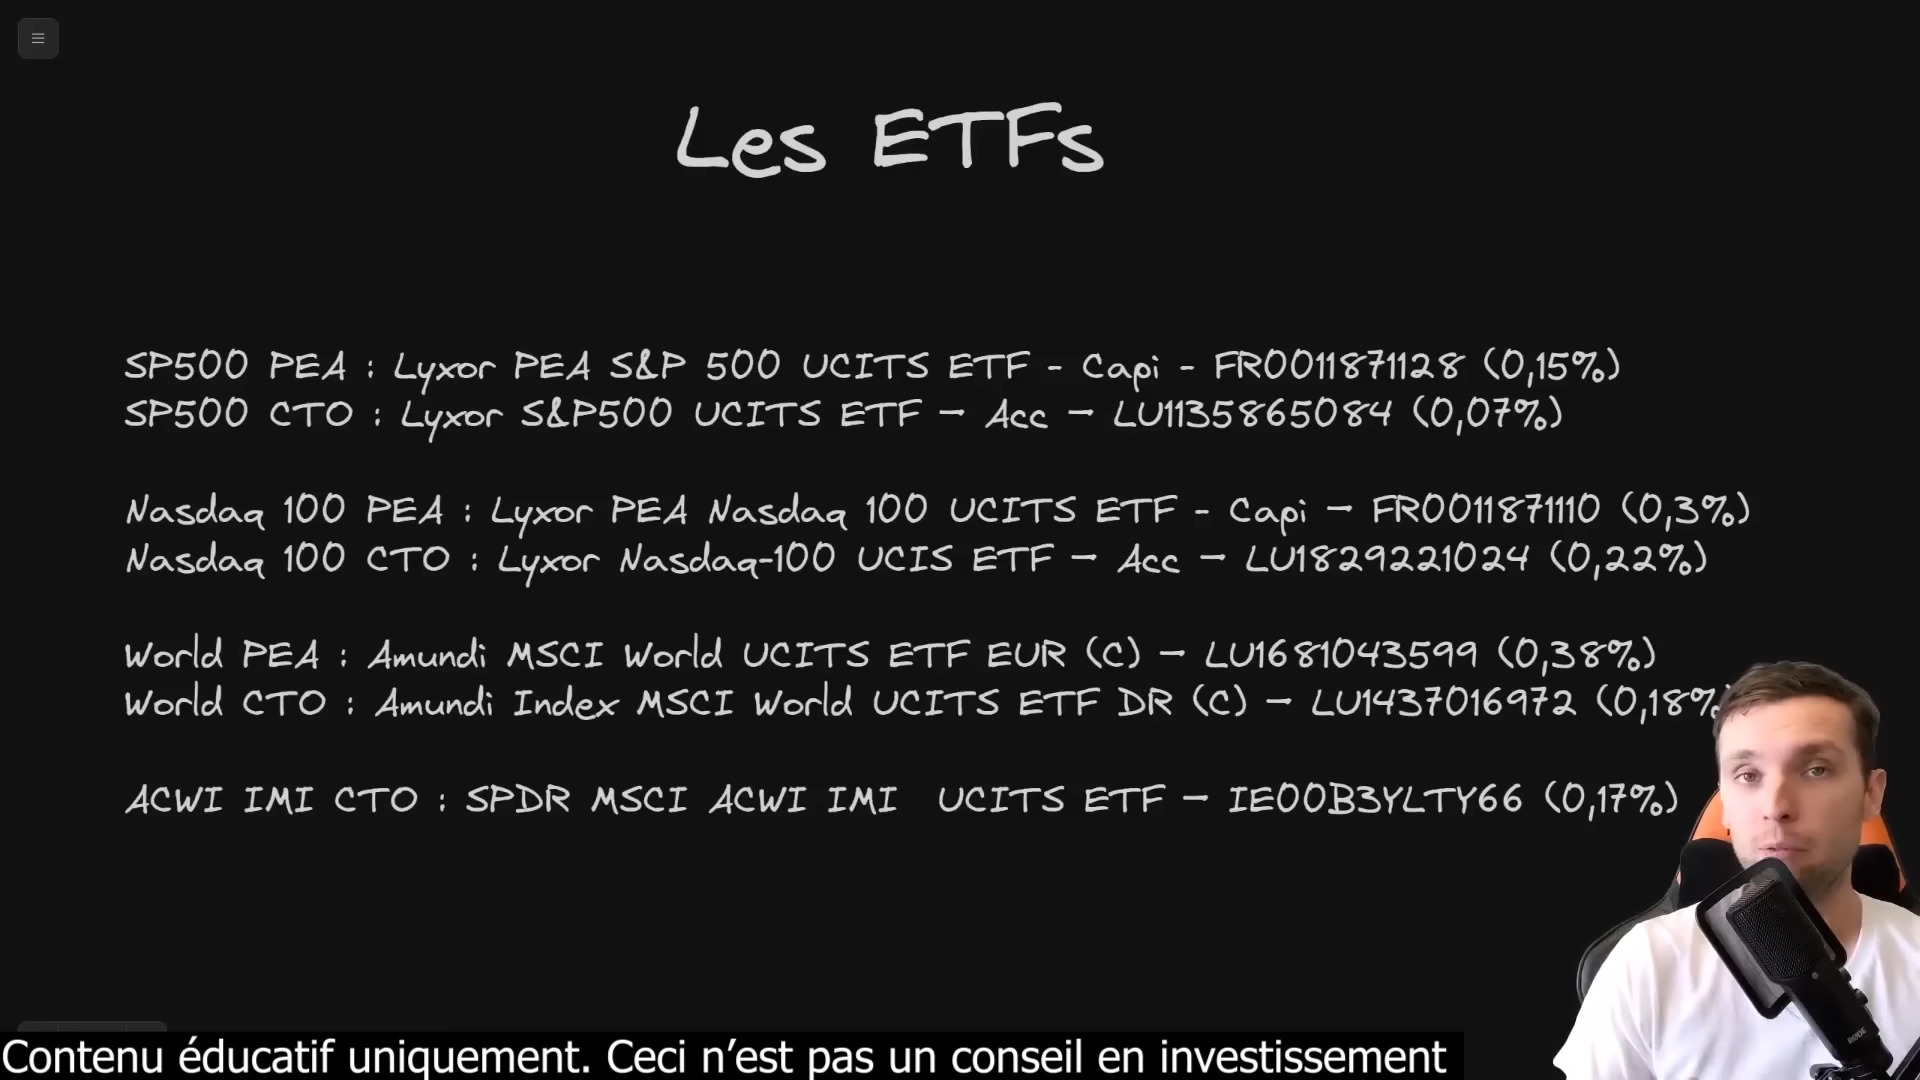 Les ETFs
SP500 PEA : Lyxor PEA S&P 500 UCITS ETF - Capi - FR0011871128 (0,15%)
SP500 CTO : Lyxor S&P500 UCITS ETF – Acc – LU1135865084 (0,07%)
Nasdaq 100 PEA : Lyxor PEA Nasdaq 100 UCITS ETF - Capi – FR0011871110 (0,3%)
Nasdaq 100 CTO : Lyxor Nasdaq-100 UCIS ETF – Acc – LU1829221024 (0,22%)
World PEA : Amundi MSCI World UCITS ETF EUR (C) – LU1681043599 (0,38%)
World CTO : Amundi Index MSCI World UCITS ETF DR (C) – LU1437016972 (0,18%
ACWI IMI CTO : SPDR MSCI ACWI IMI UCITS ETF – IE00B3YLTY66 (0,17%)
RODE
Contenu éducatif uniquement. Ceci n’est pas un conseil en investissement